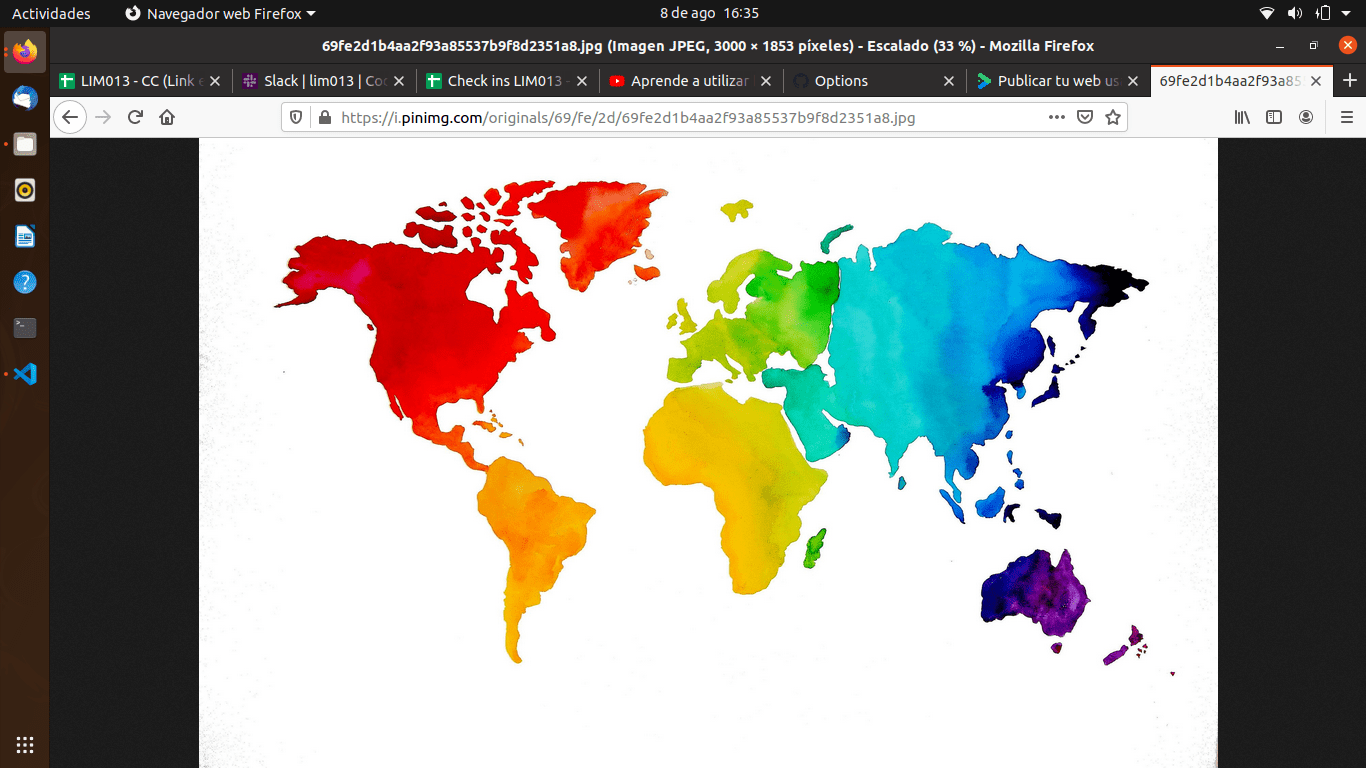 Actividades Navegador web Firefox 8 de ago 16:35
69fe2d1b4aa2f93a85537b9f8d2351a8.jpg (Imagen JPEG, 3000 × 1853 píxeles) - Escalado (33 %) - Mozilla Firefox
LIM013 - CC (Link e Slack | lim013 | Co Check ins LIM013 - Aprende a utilizar Options Publicar tu web us 69fe2d1b4aa2f93a85
https://i.pinimg.com/originals/69/fe/2d/69fe2d1b4aa2f93a85537b9f8d2351a8.jpg